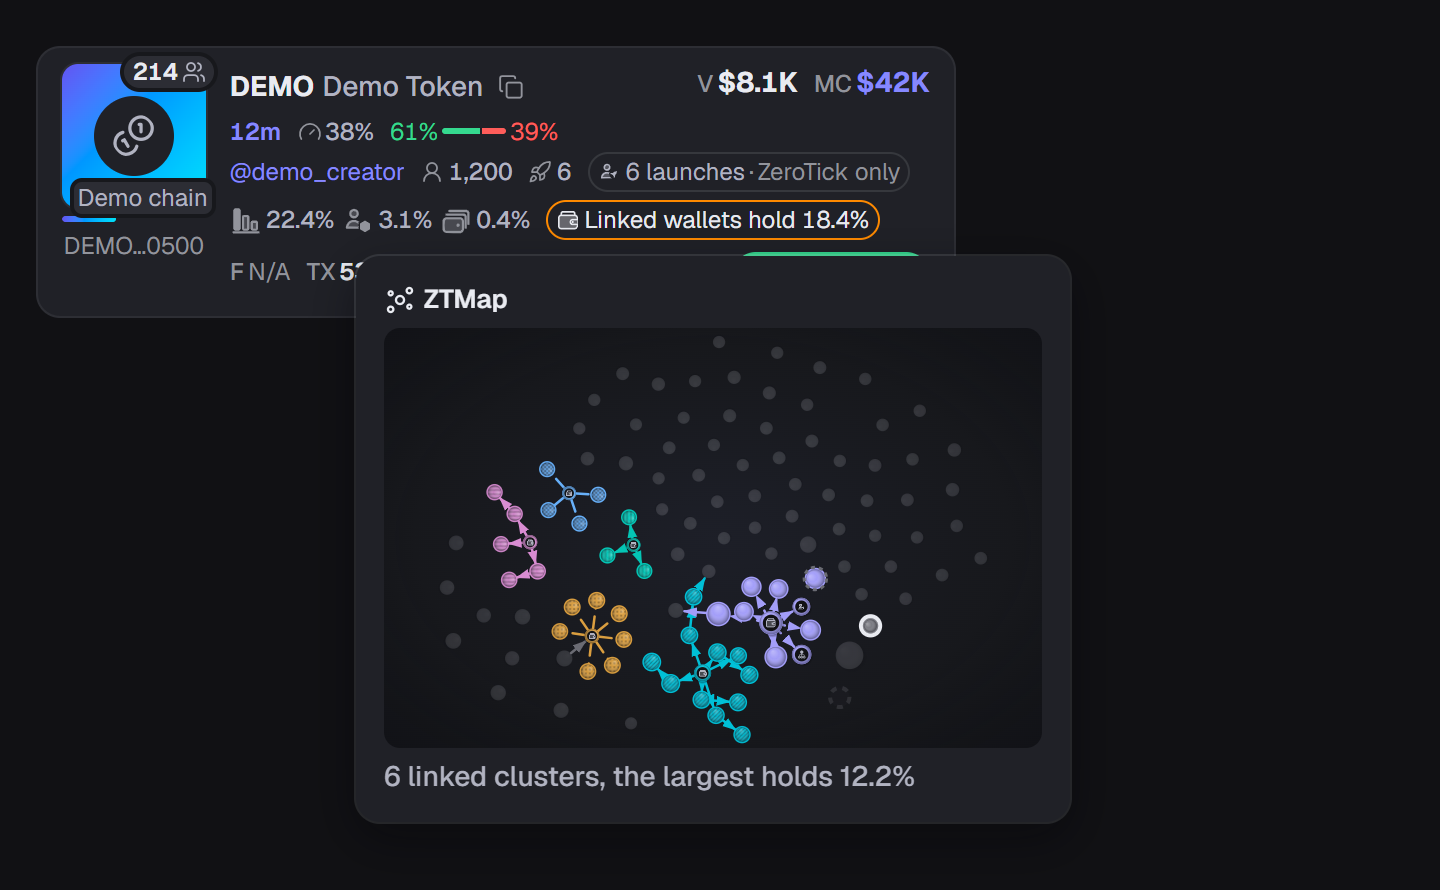 214
DEMO Demo Token
V $8.1K MC $42K
12m 38% 61% 39%
@demo_creator 1,200 6 6 launches · ZeroTick only
Demo chain
22.4% 3.1% 0.4% Linked wallets hold 18.4%
DEMO...0500
F N/A TX
ZTMap
6 linked clusters, the largest holds 12.2%